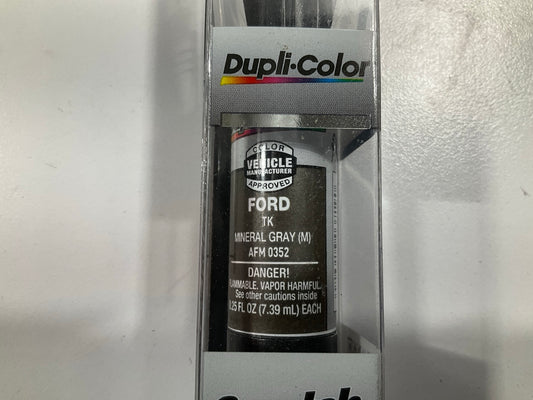 Dupli-Color
COLOR
VEHICLE
MANUFACTURER
APPROVED
FORD
TK
MINERAL GRAY (M)
AFM 0352
DANGER!
LAMMABLE. VAPOR HARMFUL.
See other cautions inside
.25 FL OZ (7.39 mL) EACH